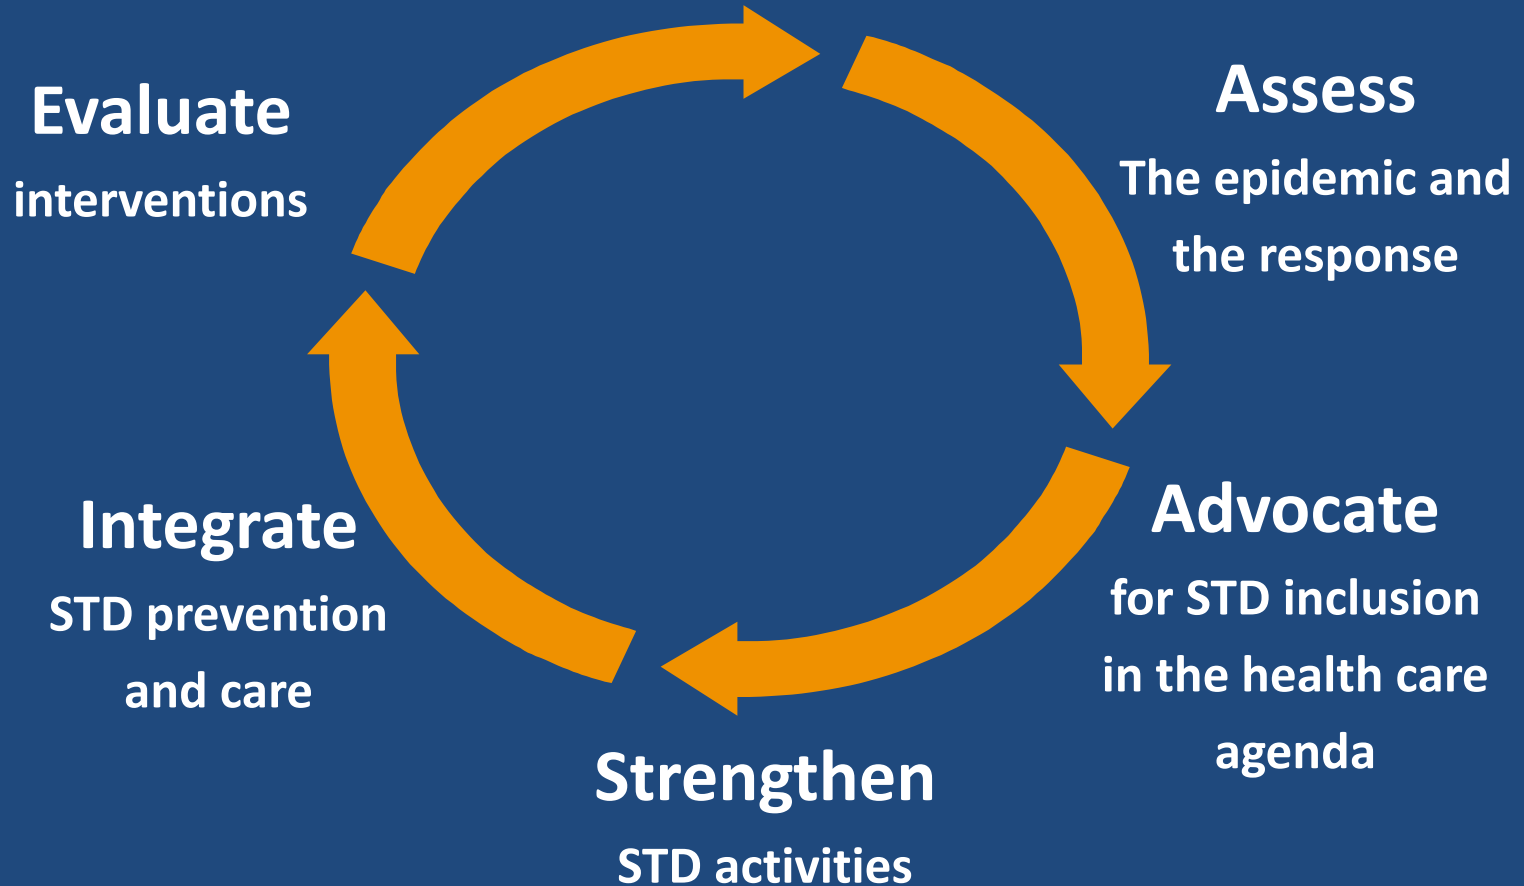 Evaluate
interventions
Assess
The epidemic and
the response
Advocate
for STD inclusion
in the health care
agenda
Strengthen
STD activities
Integrate
STD prevention
and care